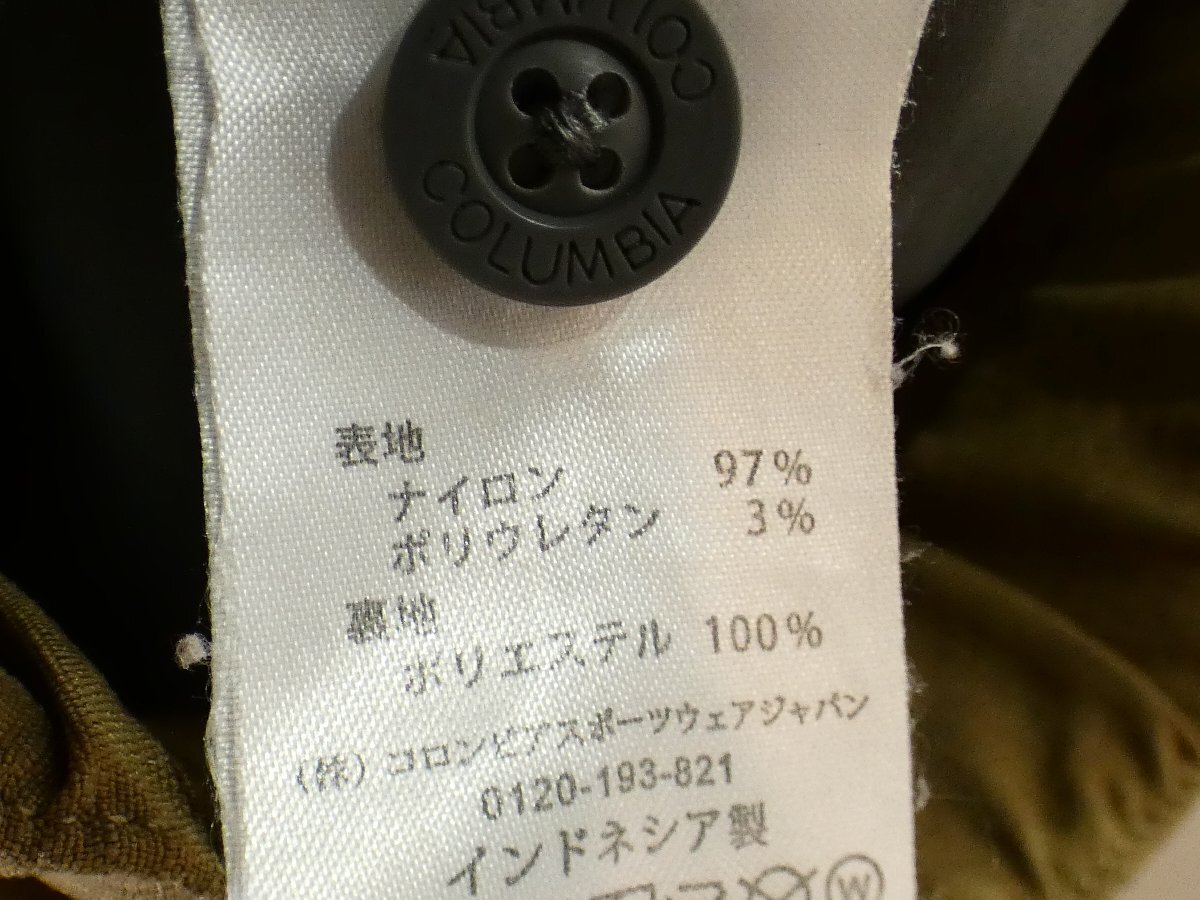 COLUMBIA
COLUMBIA
表地
ナイロン 97%
ポリウレタン 3%
裏地
ポリエステル 100%
(株)コロンビアスポーツウェアジャパン
0120-193-821
インドネシア製
W